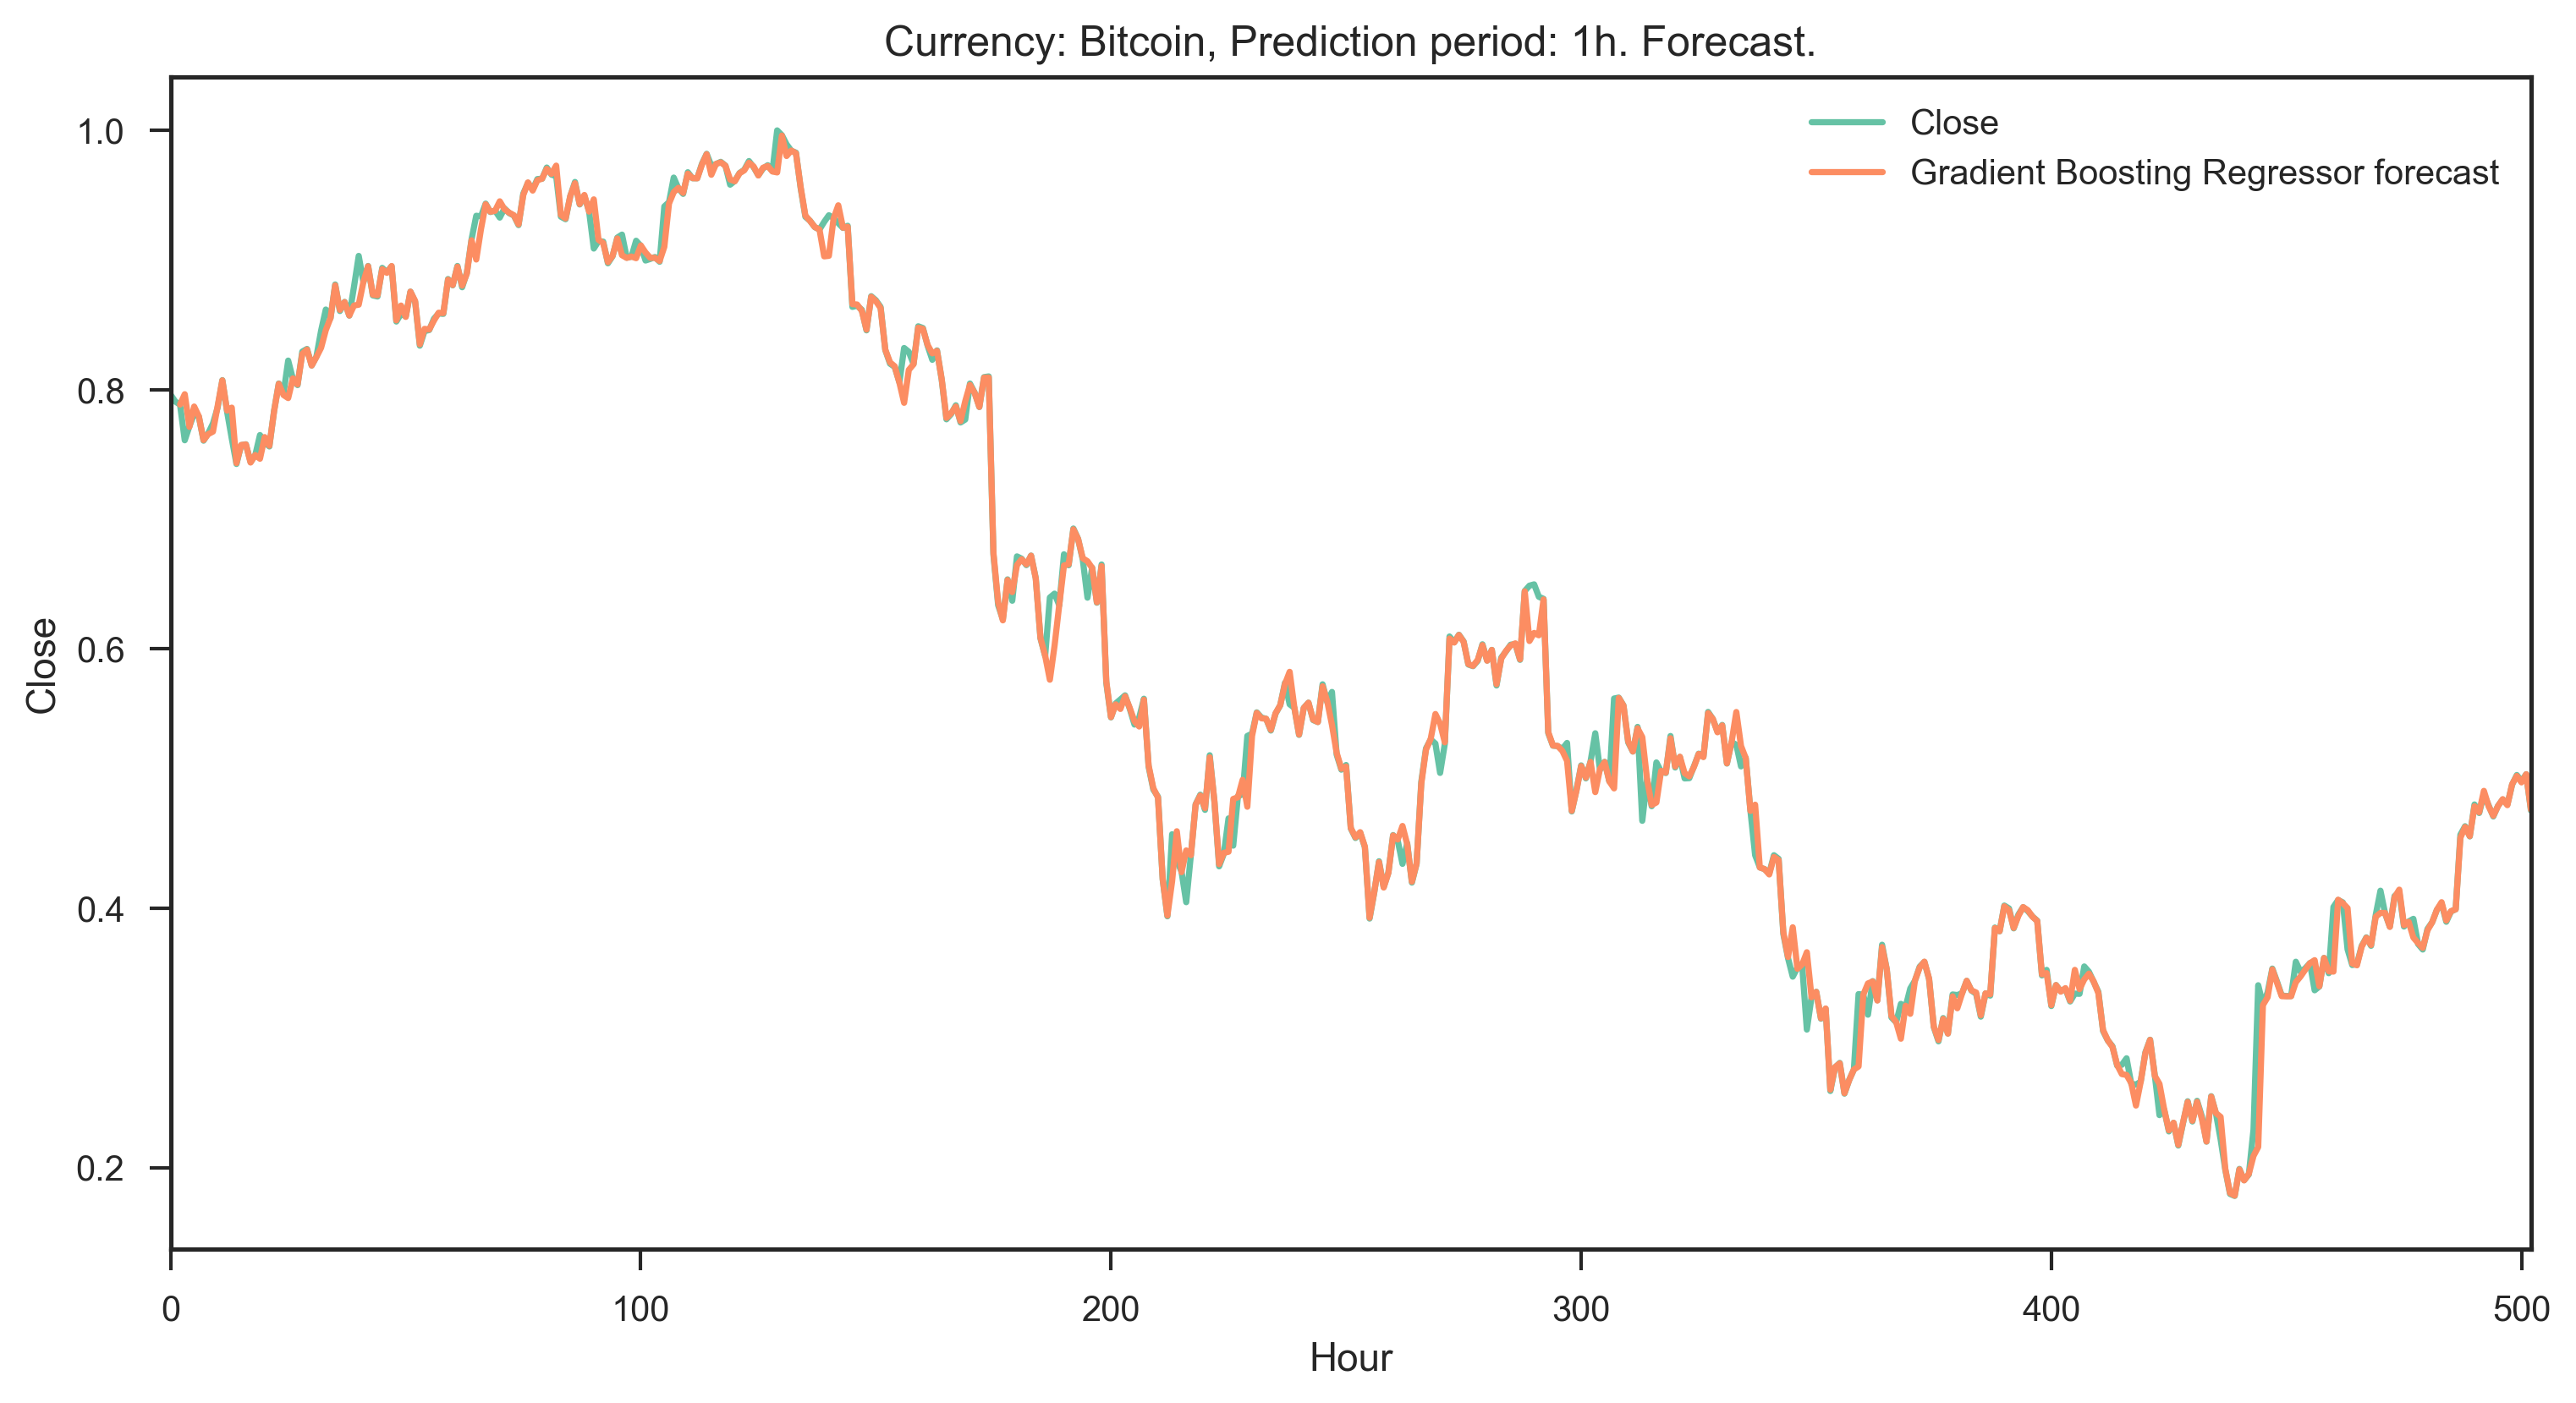 Currency: Bitcoin, Prediction period: 1h. Forecast.
Close
Gradient Boosting Regressor forecast
1.0
0.8
0.6
0.4
0.2
Close
0 100 200 300 400 500
Hour